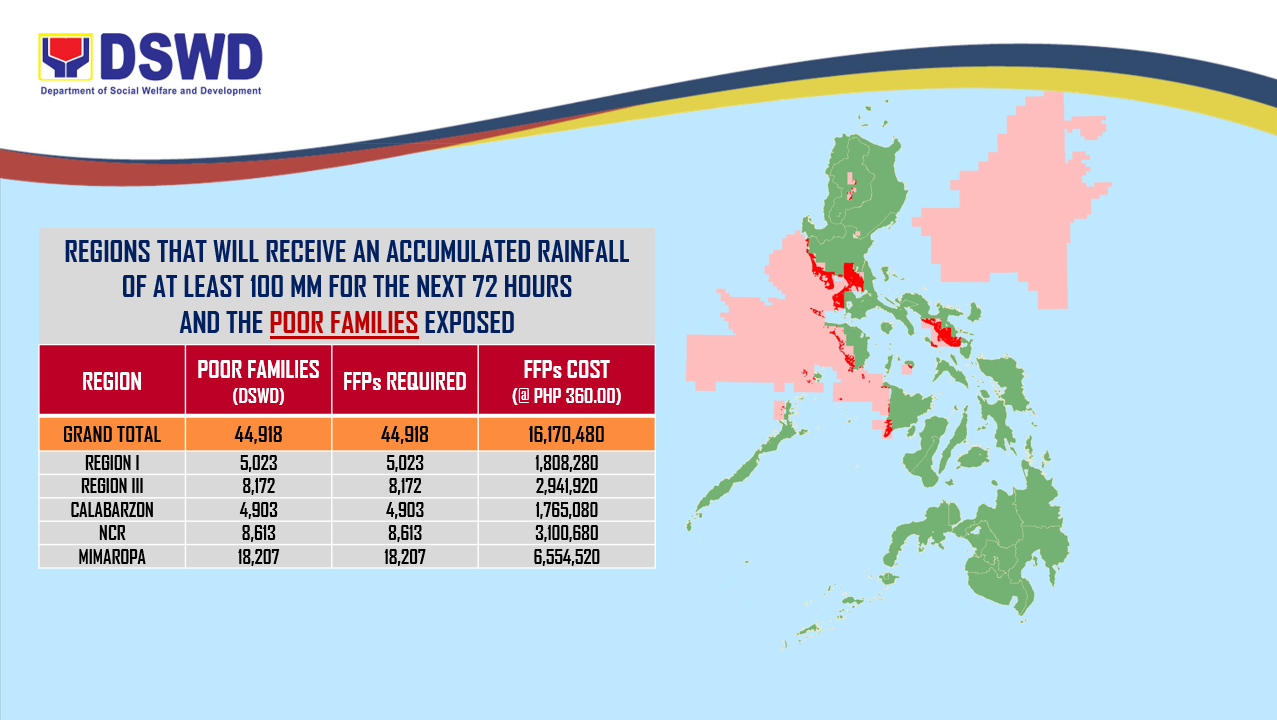 DSWD
Department of Social Welfare and Development
REGIONS THAT WILL RECEIVE AN ACCUMULATED RAINFALL
OF AT LEAST 100 MM FOR THE NEXT 72 HOURS
AND THE POOR FAMILIES EXPOSED
REGION POOR FAMILIES (DSWD) FFPs REQUIRED FFPs COST (@ PHP 360.00)
GRAND TOTAL 44,918 44,918 16,170,480
REGION I 5,023 5,023 1,808,280
REGION III 8,172 8,172 2,941,920
CALABARZON 4,903 4,903 1,765,080
NCR 8,613 8,613 3,100,680
MIMAROPA 18,207 18,207 6,554,520